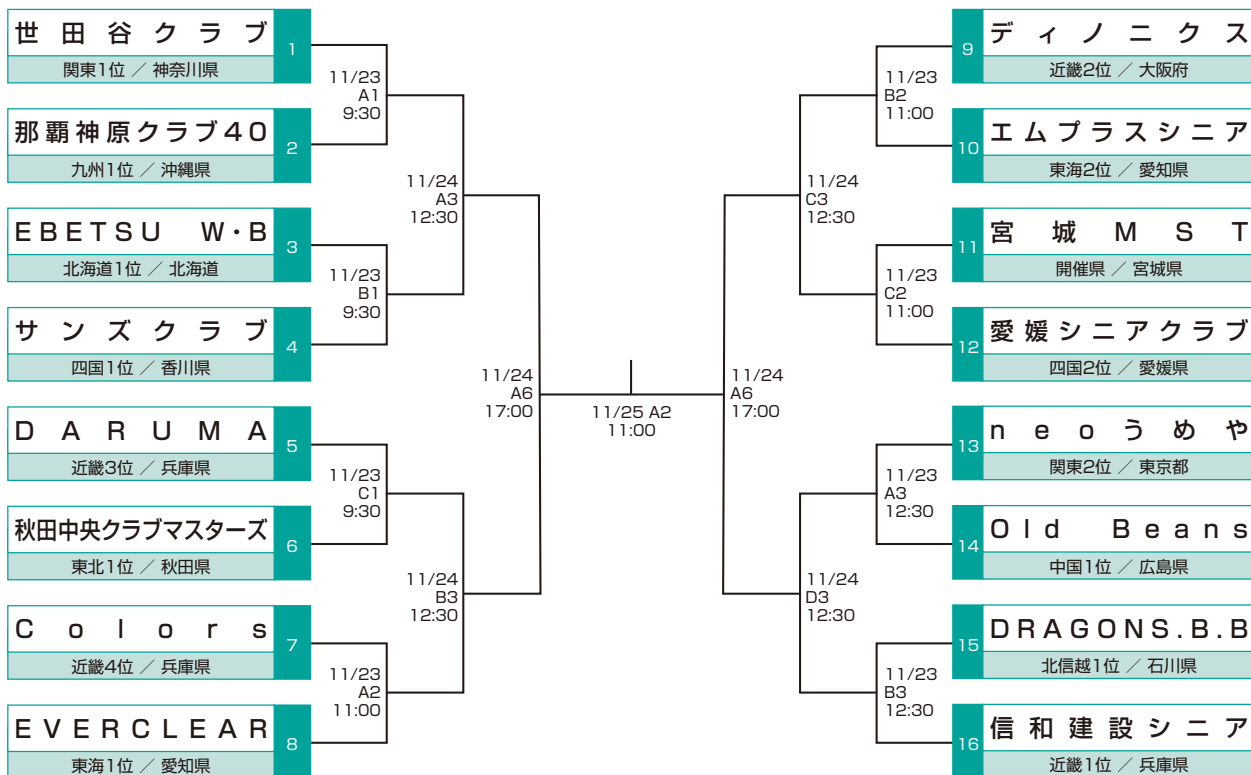 世田谷クラブ
1
関東1位 ／ 神奈川県
11/23
A1
9:30
那覇神原クラブ40
2
九州1位 ／ 沖縄県
11/24
A3
12:30
EBETSU W・B
3
北海道1位 ／ 北海道
11/23
B1
9:30
サンズクラブ
4
四国1位 ／ 香川県
11/24
A6
17:00
DARUMA
5
近畿3位 ／ 兵庫県
11/23
C1
9:30
秋田中央クラブマスターズ
6
東北1位 ／ 秋田県
11/24
B3
12:30
Colors
7
近畿4位 ／ 兵庫県
11/23
A2
11:00
EVERCLEAR
8
東海1位 ／ 愛知県
11/25 A2
11:00
9
ディノニクス
近畿2位 ／ 大阪府
11/23
B2
11:00
10
エムプラスシニア
東海2位 ／ 愛知県
11/24
C3
12:30
11
宮城MST
開催県 ／ 宮城県
11/23
C2
11:00
12
愛媛シニアクラブ
四国2位 ／ 愛媛県
11/24
A6
17:00
13
neoうめや
関東2位 ／ 東京都
11/23
A3
12:30
14
Old Beans
中国1位 ／ 広島県
11/24
D3
12:30
15
DRAGONS.B.B
北信越1位 ／ 石川県
11/23
B3
12:30
16
信和建設シニア
近畿1位 ／ 兵庫県